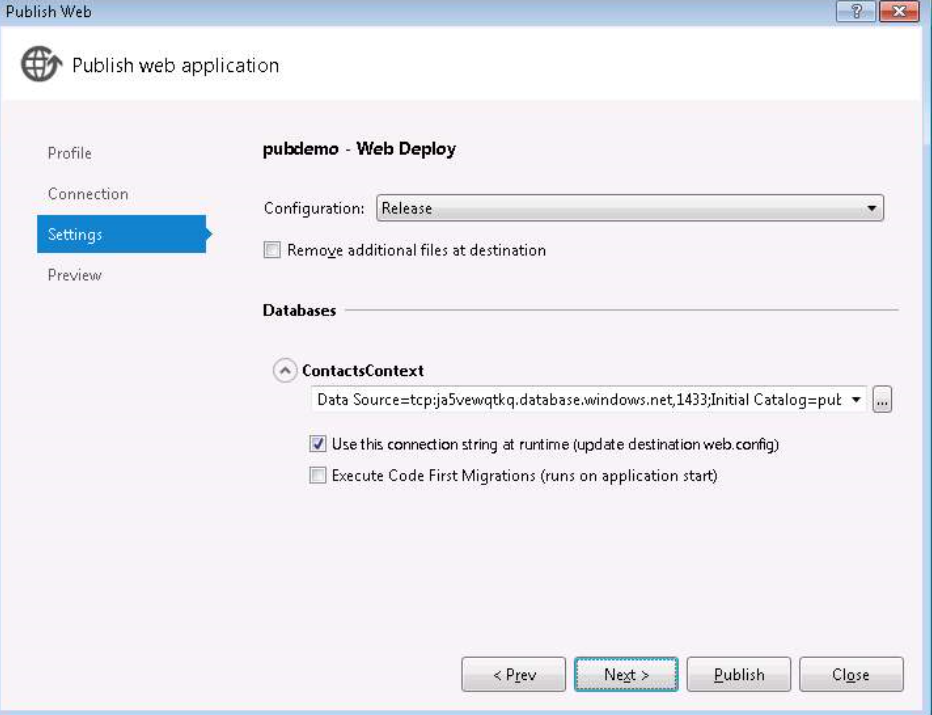 Publish Web
?
Publish web application
Profile
Connection
Settings
Preview
pubdemo - Web Deploy
Configuration: Release
Remove additional files at destination
Databases
ContactsContext
Data Source=tcp:ja5vewqtkq.database.windows.net,1433;Initial Catalog=put ...
Use this connection string at runtime (update destination web.config)
Execute Code First Migrations (runs on application start)
< Prev Next > Publish Close